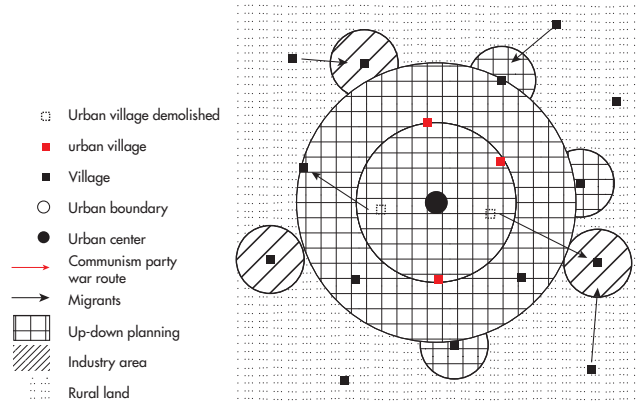 Urban village demolished
urban village
Village
Urban boundary
Urban center
Communism party
war route
Migrants
Up-down planning
Industry area
Rural land